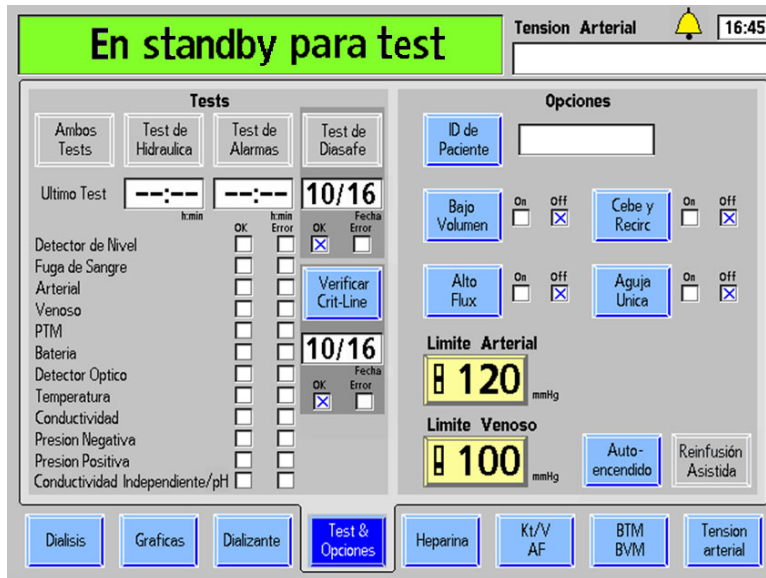 En standby para test
Tension Arterial
16:45
Tests
Ambos Tests
Test de Hidraulica
Test de Alarmas
Test de Diasafe
Ultimo Test
--:--
--:--
10/16
h:min
h:min
Fecha
OK Error
OK Error
Detector de Nivel
Fuga de Sangre
Arterial
Venoso
PTM
Bateria
Detector Optico
Temperatura
Conductividad
Presion Negativa
Presion Positiva
Conductividad Independiente/pH
Verificar Crit-Line
10/16
Fecha
OK Error
Opciones
ID de Paciente
Bajo Volumen
On Off
Cebe y Recirc
On Off
Alto Flux
On Off
Aguja Unica
On Off
Limite Arterial
120 mmHg
Limite Venoso
100 mmHg
Auto-encendido
Reinfusión Asistida
Dialisis
Graficas
Dializante
Test & Opciones
Heparina
Kt/V AF
BTM BVM
Tension arterial